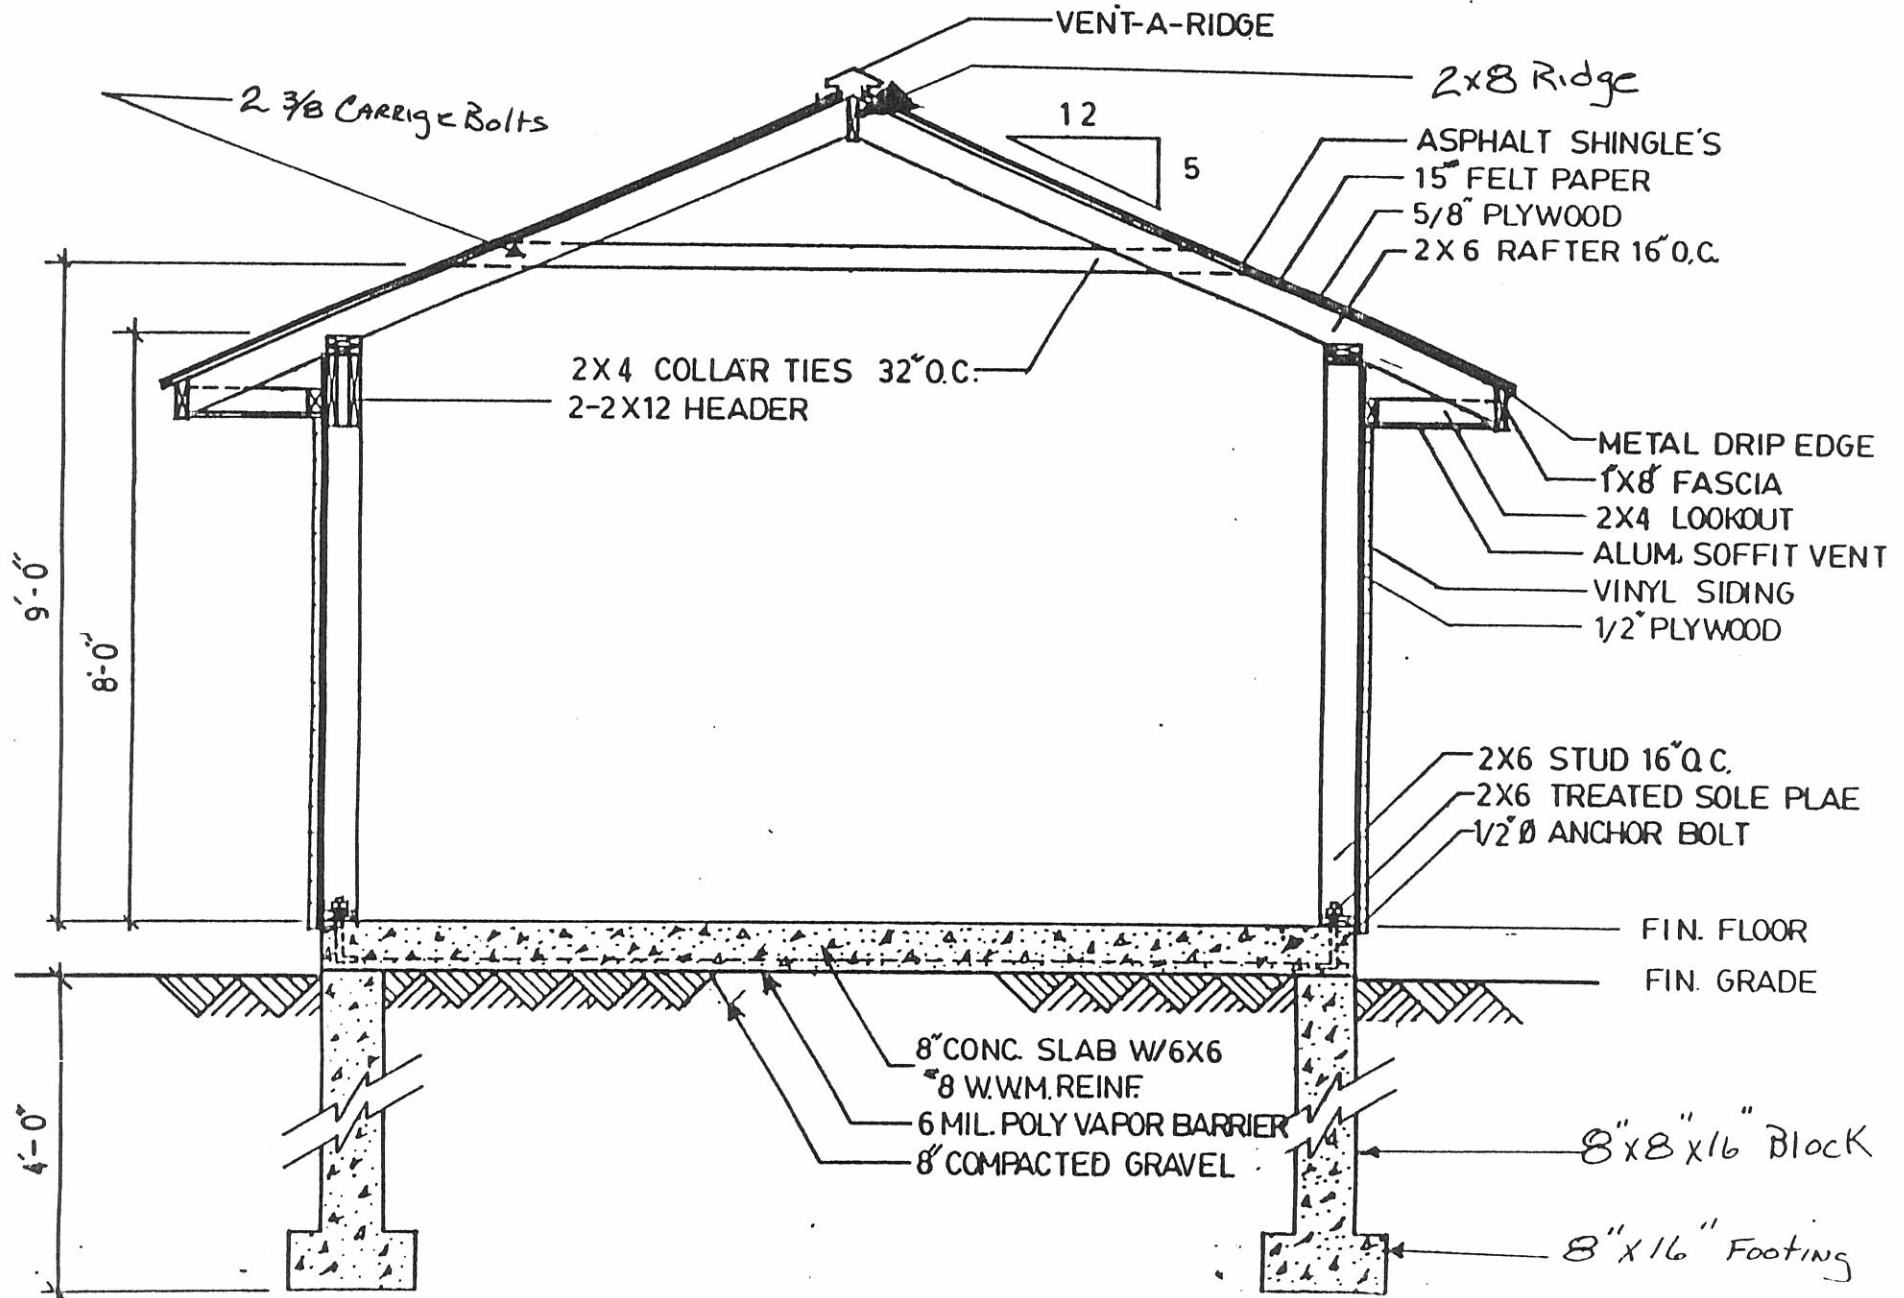 VENT-A-RIDGE
2x8 Ridge
2 3/8 CARRIGE Bolts
12
5
ASPHALT SHINGLE'S
15" FELT PAPER
5/8" PLYWOOD
2X6 RAFTER 16"O.C.
2X4 COLLAR TIES 32"O.C.
2-2X12 HEADER
METAL DRIP EDGE
1"X8" FASCIA
2X4 LOOKOUT
ALUM. SOFFIT VENT
VINYL SIDING
1/2" PLYWOOD
9'-0"
8'-0"
2X6 STUD 16"O.C.
2X6 TREATED SOLE PLAE
1/2"Ø ANCHOR BOLT
FIN. FLOOR
FIN. GRADE
8" CONC. SLAB W/6X6
"8 W.W.M. REINF.
6 MIL. POLY VAPOR BARRIER
8" COMPACTED GRAVEL
4'-0"
8"x8"x16" Block
8"x16" Footing